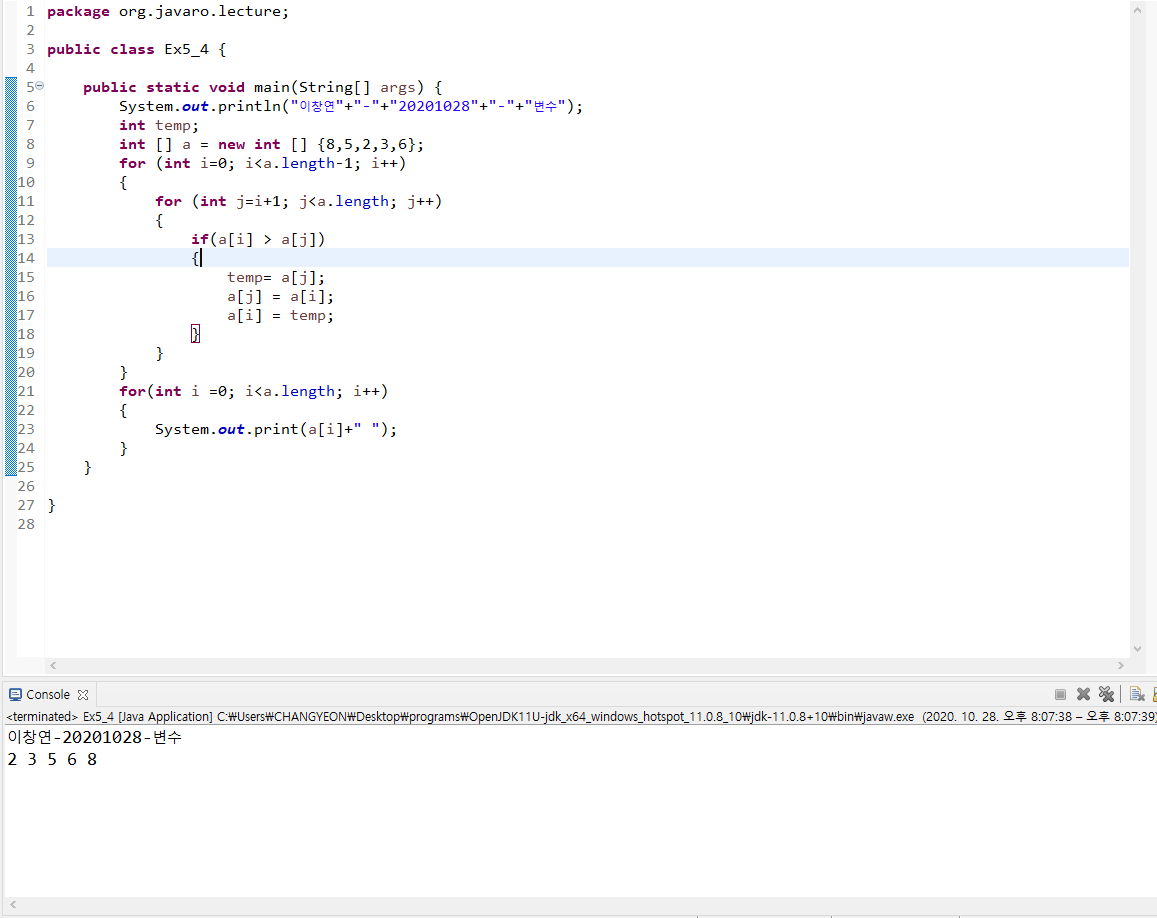 1 package org.javaro.lecture;
2
3 public class Ex5_4 {
4
5 public static void main(String[] args) {
6 System.out.println("이창연"+"-"+"20201028"+"-"+"변수");
7 int temp;
8 int [] a = new int [] {8,5,2,3,6};
9 for (int i=0; i<a.length-1; i++)
10 {
11 for (int j=i+1; j<a.length; j++)
12 {
13 if(a[i] > a[j])
14 {
15 temp= a[j];
16 a[j] = a[i];
17 a[i] = temp;
18 }
19 }
20 }
21 for(int i =0; i<a.length; i++)
22 {
23 System.out.print(a[i]+" ");
24 }
25 }
26
27 }
28
Console
<terminated> Ex5_4 [Java Application] C:₩Users₩CHANGYEON₩Desktop₩programs₩OpenJDK11U-jdk_x64_windows_hotspot_11.0.8_10₩jdk-11.0.8+10₩bin₩javaw.exe (2020. 10. 28. 오후 8:07:38 – 오후 8:07:39)
이창연-20201028-변수
2 3 5 6 8